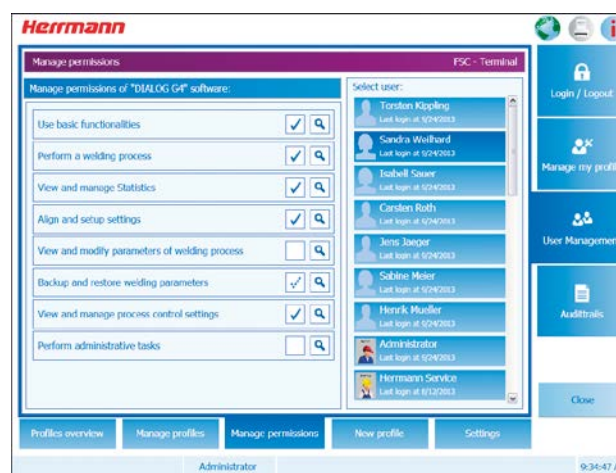 Herrmann
Manage permissions
FSC - Terminal
Manage permissions of "DIALOG G4" software:
Use basic functionalities
Perform a welding process
View and manage Statistics
Align and setup settings
View and modify parameters of welding process
Backup and restore welding parameters
View and manage process control settings
Perform administrative tasks
Select user:
Torsten Kippling
Last login at 9/24/2013
Sandra Weilhard
Last login at 9/24/2013
Isabell Sauer
Last login at 9/24/2013
Carsten Roth
Last login at 9/24/2013
Jens Jaeger
Last login at 9/24/2013
Sabine Meier
Last login at 9/24/2013
Henrik Mueller
Last login at 9/24/2013
Administrator
Last login at 9/24/2013
Herrmann Service
Last login at 8/12/2013
Login / Logout
Manage my profil
User Managemen
Audittrails
Close
Profiles overview
Manage profiles
Manage permissions
New profile
Settings
Administrator
9:34:47